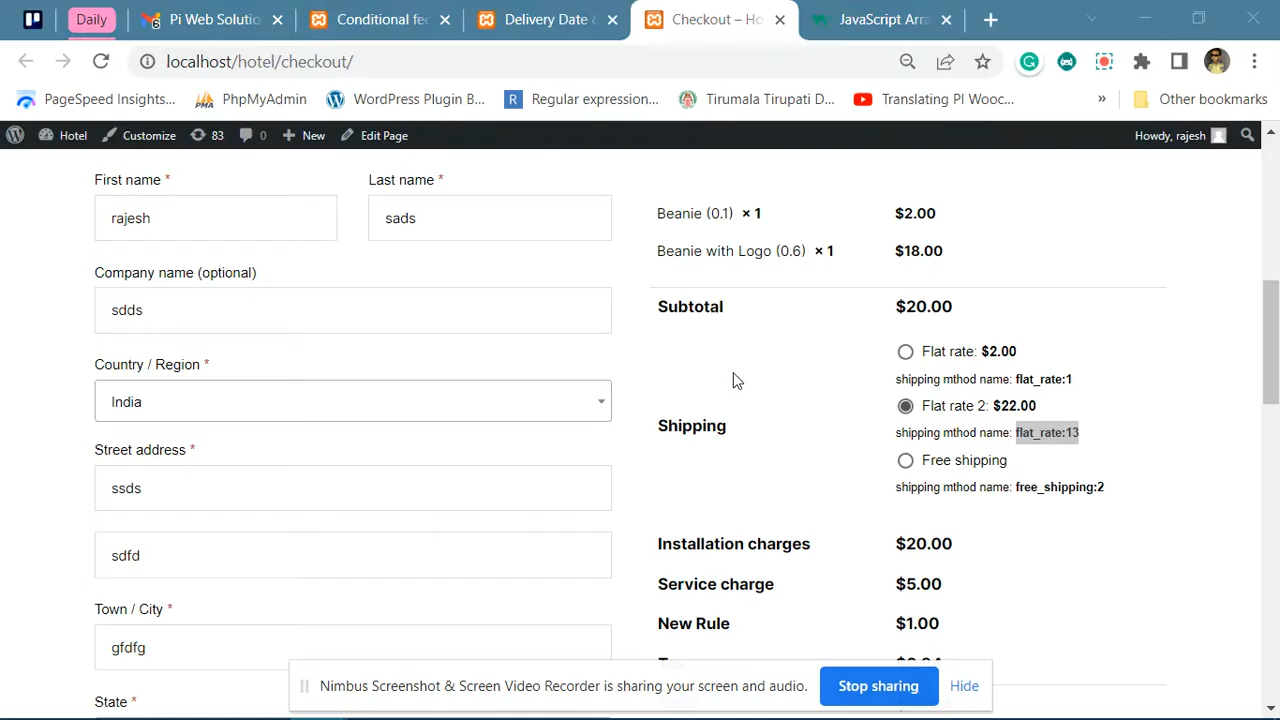 Daily
Pi Web Solutio
Conditional fe
Delivery Date &
Checkout – Ho
JavaScript Arra
localhost/hotel/checkout/
PageSpeed Insights...
PhpMyAdmin
WordPress Plugin B...
Regular expression...
Tirumala Tirupati D...
Translating PI Wooc...
»
Other bookmarks
Hotel
Customize
83
0
New
Edit Page
Howdy, rajesh
First name *
Last name *
rajesh
sads
Company name (optional)
sdds
Country / Region *
India
Street address *
ssds
sdfd
Town / City *
gfdfg
State *
Beanie (0.1) × 1 $2.00
Beanie with Logo (0.6) × 1 $18.00
Subtotal $20.00
Shipping
Flat rate: $2.00
shipping mthod name: flat_rate:1
Flat rate 2: $22.00
shipping mthod name: flat_rate:13
Free shipping
shipping mthod name: free_shipping:2
Installation charges $20.00
Service charge $5.00
New Rule $1.00
Nimbus Screenshot & Screen Video Recorder is sharing your screen and audio.
Stop sharing
Hide